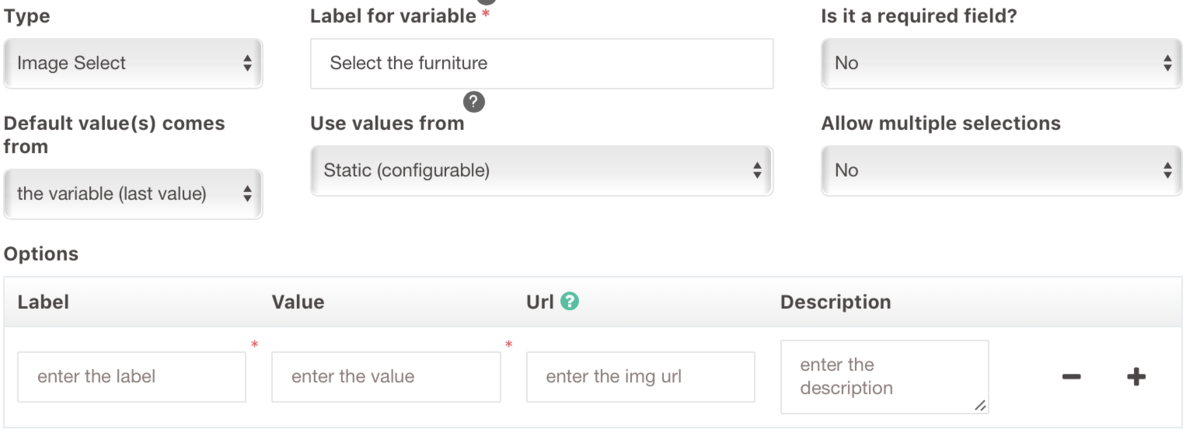 Type
Label for variable *
Is it a required field?
Image Select
Select the furniture
No
?
Default value(s) comes
from
Use values from
Allow multiple selections
the variable (last value)
Static (configurable)
No
Options
Label
Value
Url ?
Description
* *
enter the label
enter the value
enter the img url
enter the
description